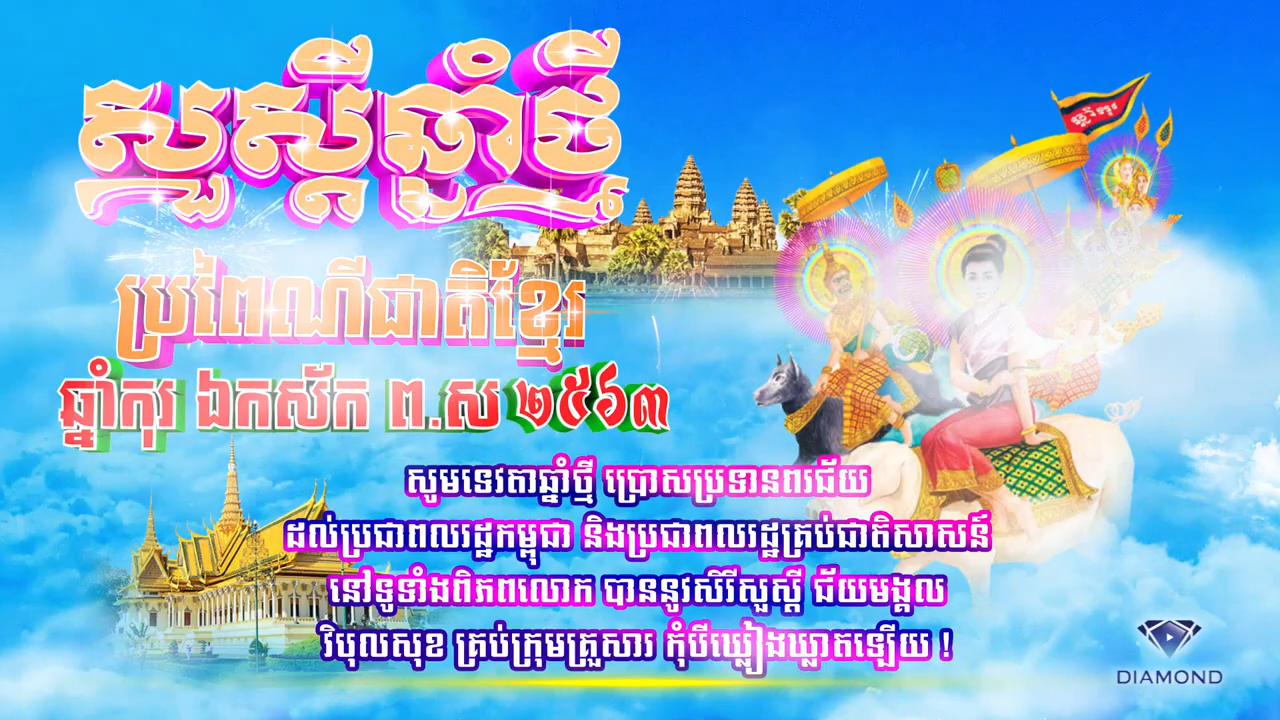 សួស្តីឆ្នាំថ្មី
ប្រពៃណីជាតិខ្មែរ
ឆ្នាំកុរ ឯកស័ក ព.ស ២៥៦៣
សូមទេវតាឆ្នាំថ្មី ប្រោសប្រទានពរជ័យ
ដល់ប្រជាពលរដ្ឋកម្ពុជា និងប្រជាពលរដ្ឋគ្រប់ជាតិសាសន៍
នៅទូទាំងពិភពលោក បាននូវសិរីសួស្តី ជ័យមង្គល
វិបុលសុខ គ្រប់ក្រុមគ្រួសារ កុំបីឃ្លៀងឃ្លាតឡើយ !
DIAMOND